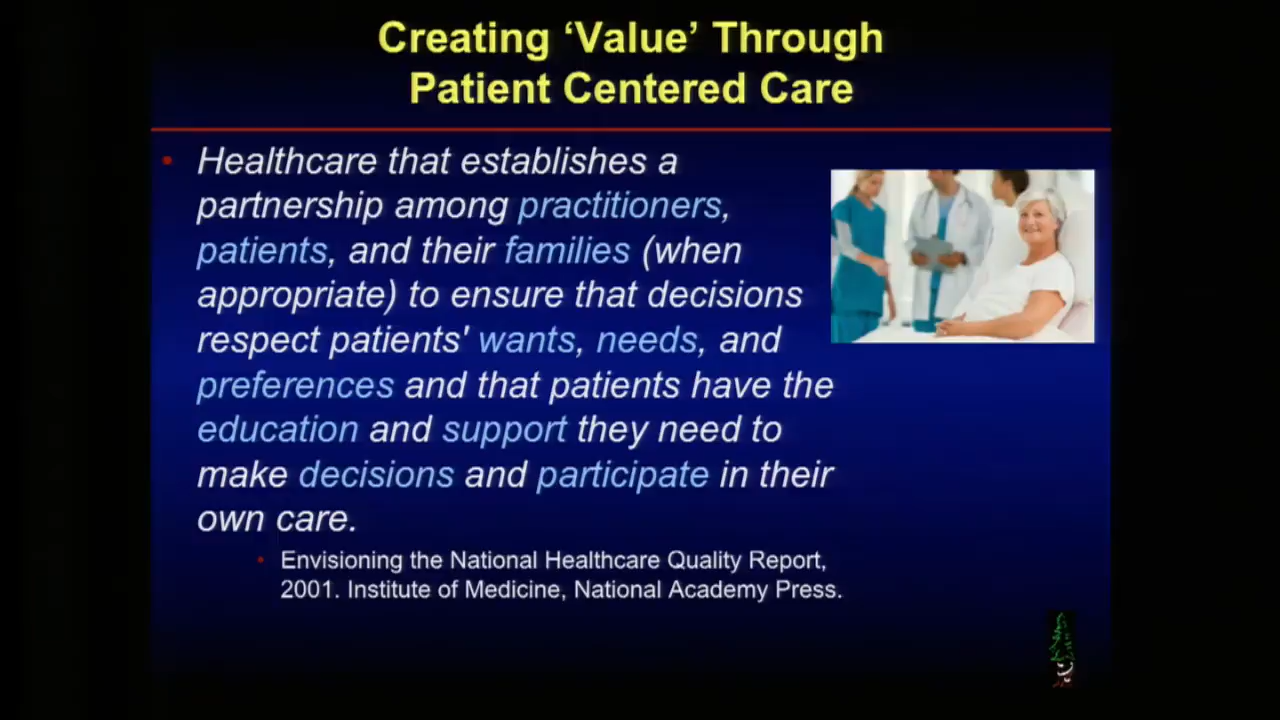 Creating ‘Value’ Through
Patient Centered Care
• Healthcare that establishes a
partnership among practitioners,
patients, and their families (when
appropriate) to ensure that decisions
respect patients' wants, needs, and
preferences and that patients have the
education and support they need to
make decisions and participate in their
own care.
• Envisioning the National Healthcare Quality Report,
2001. Institute of Medicine, National Academy Press.